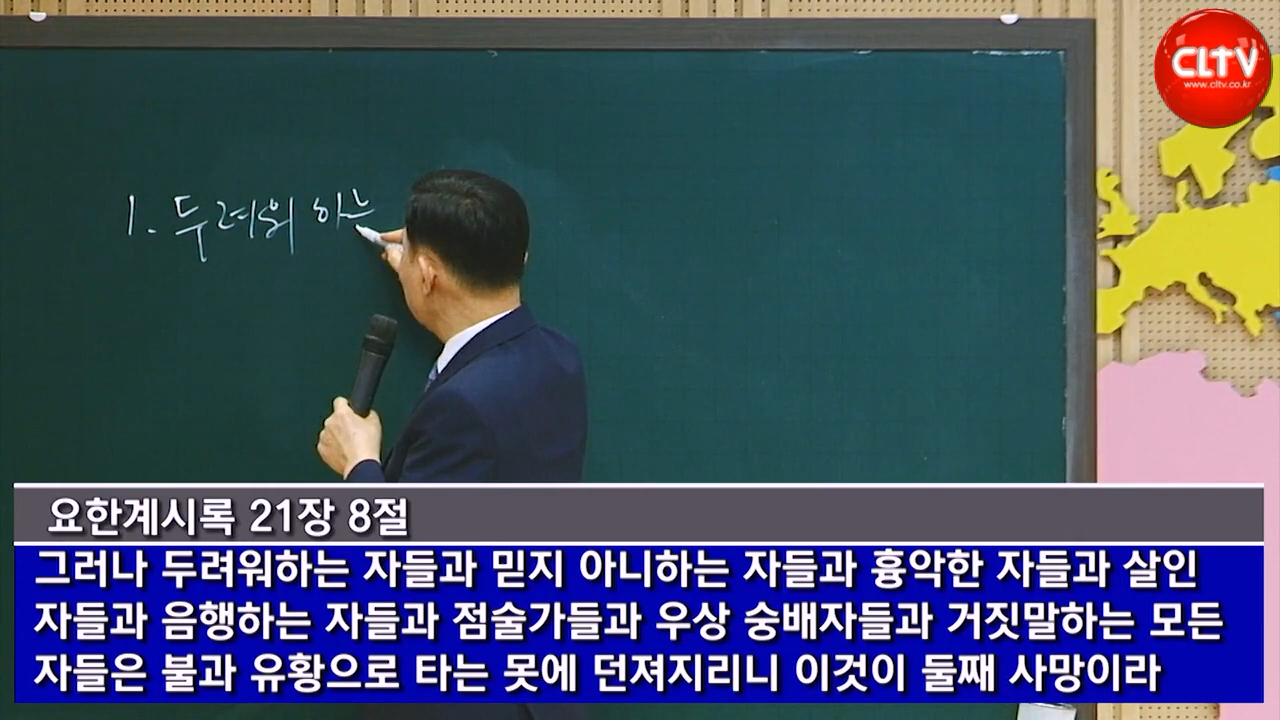 CLTV
www.cltv.co.kr
1. 두려워 하는
요한계시록 21장 8절
그러나 두려워하는 자들과 믿지 아니하는 자들과 흉악한 자들과 살인
자들과 음행하는 자들과 점술가들과 우상 숭배자들과 거짓말하는 모든
자들은 불과 유황으로 타는 못에 던져지리니 이것이 둘째 사망이라